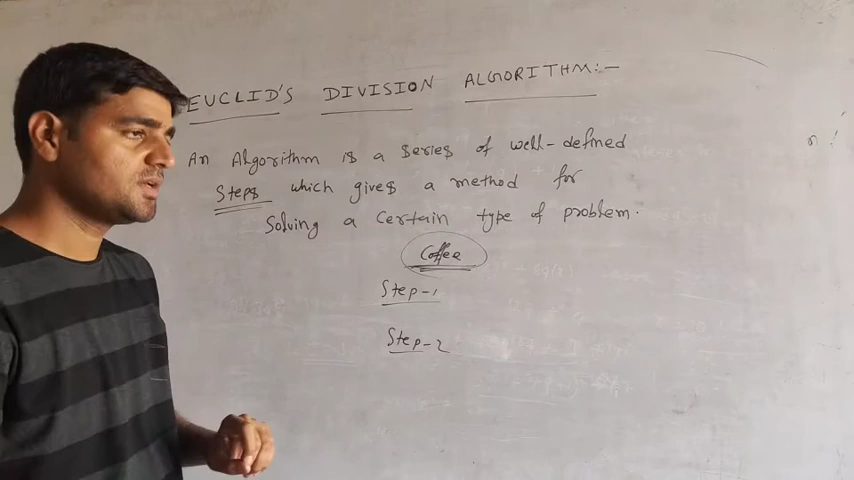 EUCLID'S DIVISION ALGORITHM:-
An Algorithm is a series of well-defined
steps which gives a method for
solving a certain type of problem.
Coffee
Step-1
Step-2
n!